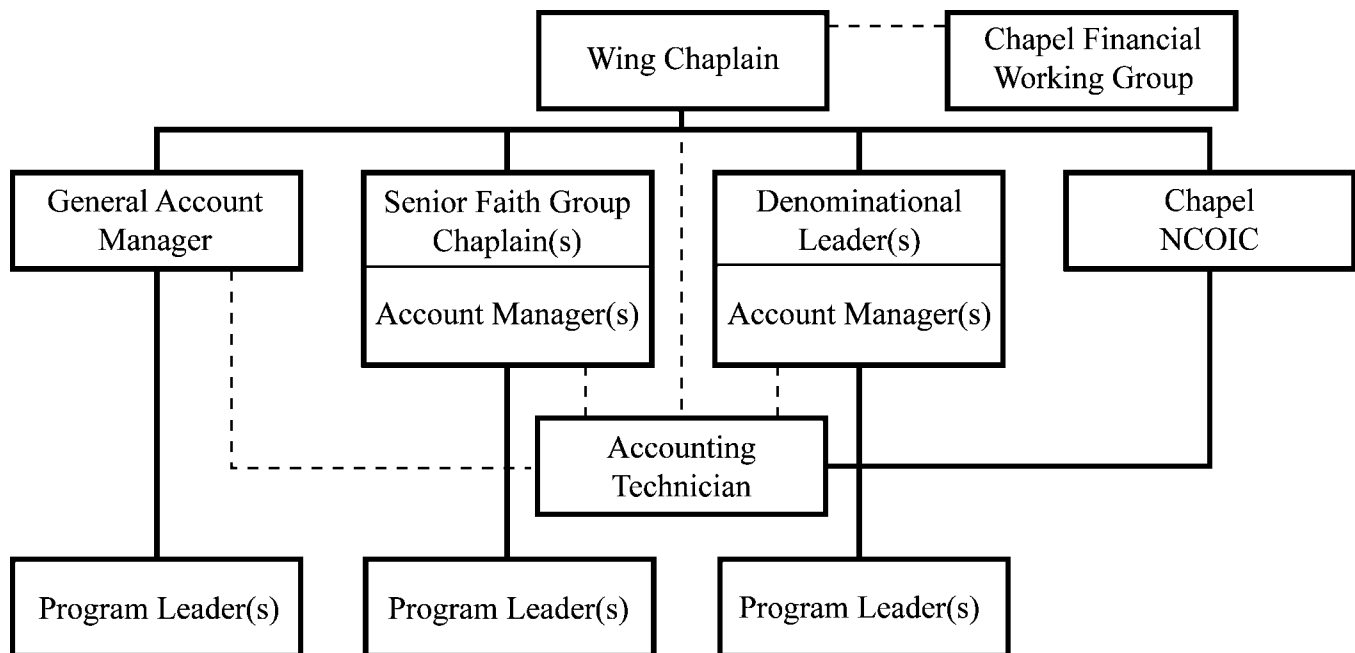 Wing Chaplain
Chapel Financial
Working Group
General Account
Manager
Senior Faith Group
Chaplain(s)
Account Manager(s)
Denominational
Leader(s)
Account Manager(s)
Chapel
NCOIC
Accounting
Technician
Program Leader(s)
Program Leader(s)
Program Leader(s)